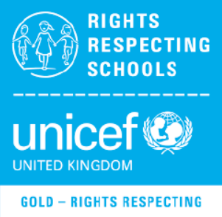 RIGHTS
RESPECTING
SCHOOLS
unicef
UNITED KINGDOM
GOLD – RIGHTS RESPECTING